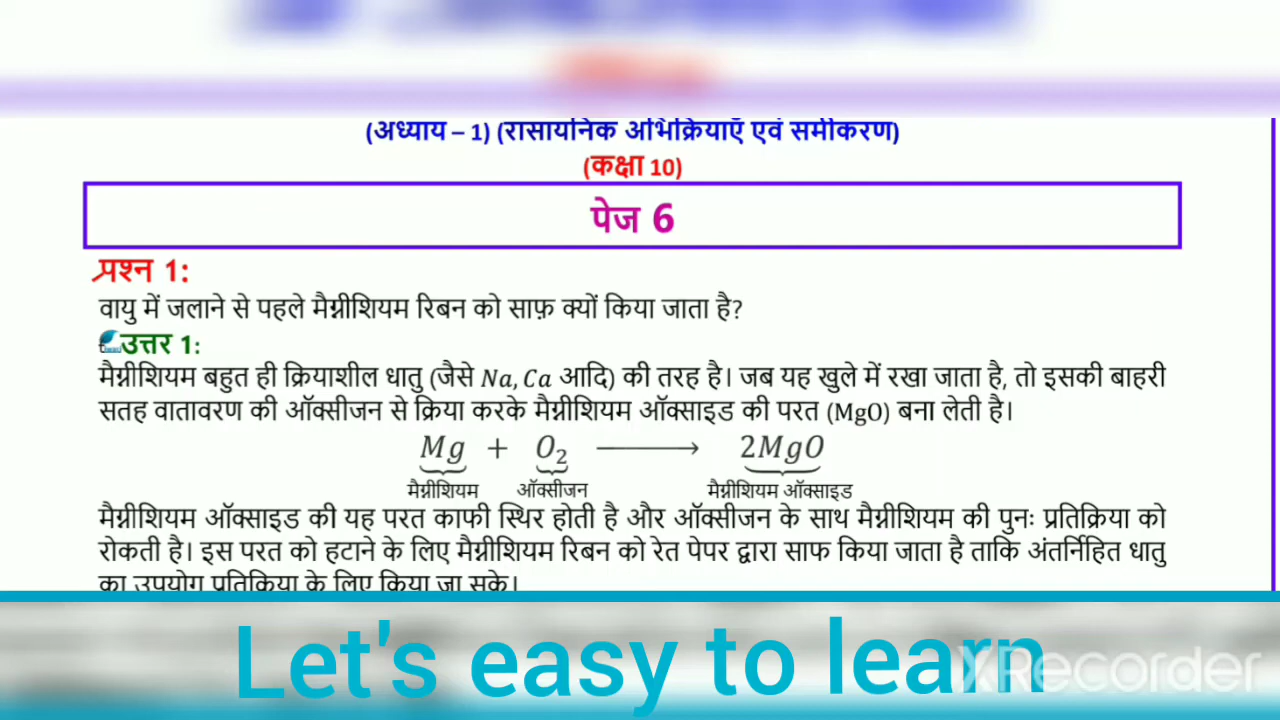 (अध्याय – 1) (रासायनिक अभिक्रियाएँ एवं समीकरण)
(कक्षा 10)
पेज 6
प्रश्न 1:
वायु में जलाने से पहले मैग्नीशियम रिबन को साफ़ क्यों किया जाता है?
उत्तर 1:
मैग्नीशियम बहुत ही क्रियाशील धातु (जैसे Na, Ca आदि) की तरह है। जब यह खुले में रखा जाता है, तो इसकी बाहरी
सतह वातावरण की ऑक्सीजन से क्रिया करके मैग्नीशियम ऑक्साइड की परत (MgO) बना लेती है।
Mg + O₂ ⟶ 2MgO
मैग्नीशियम ऑक्सीजन मैग्नीशियम ऑक्साइड
मैग्नीशियम ऑक्साइड की यह परत काफी स्थिर होती है और ऑक्सीजन के साथ मैग्नीशियम की पुनः प्रतिक्रिया को
रोकती है। इस परत को हटाने के लिए मैग्नीशियम रिबन को रेत पेपर द्वारा साफ किया जाता है ताकि अंतर्निहित धातु
का उपयोग प्रतिक्रिया के लिए किया जा सके।
Let's easy to learn
XRecorder